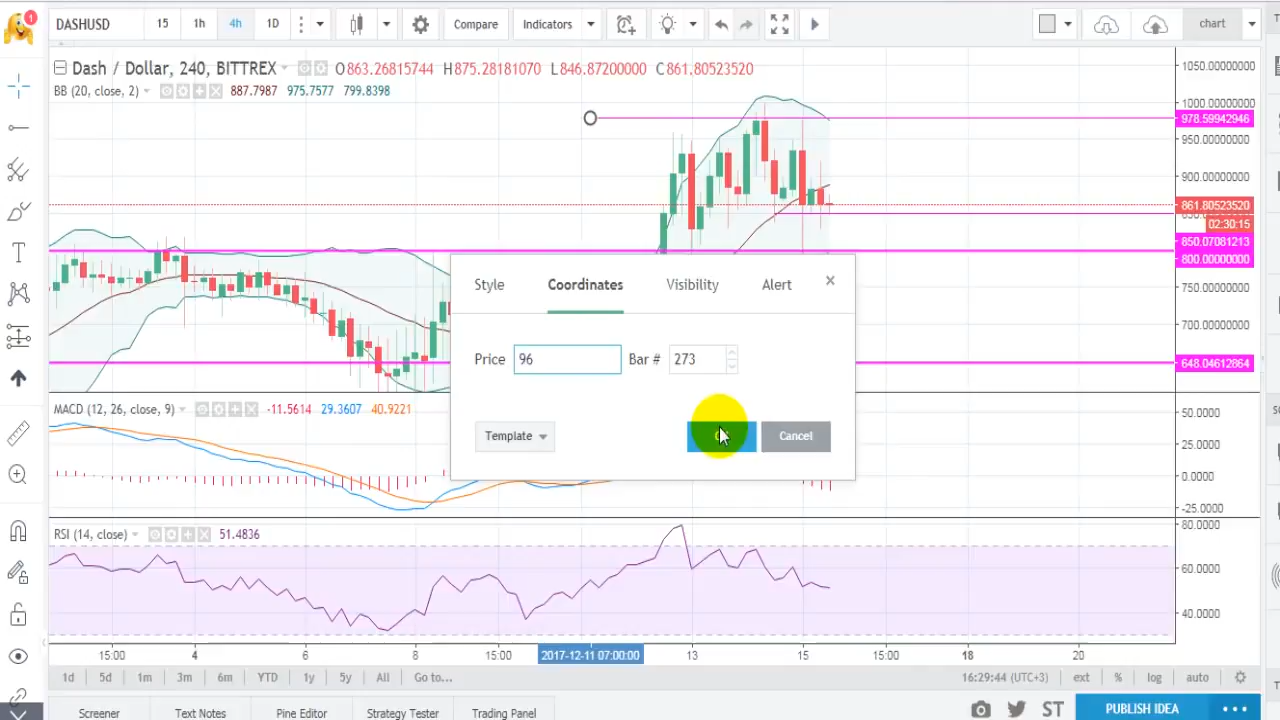 1
DASHUSD 15 1h 4h 1D Compare Indicators chart
Dash / Dollar, 240, BITTREX O863.26815744 H875.28181070 L846.87200000 C861.80523520
BB (20, close, 2) 887.7987 975.7577 799.8398
1050.00000000
1000.00000000
978.59942946
950.00000000
900.00000000
861.80523520
02:30:15
850.07081213
800.00000000
750.00000000
700.00000000
648.04612864
Style Coordinates Visibility Alert
Price 96 Bar # 273
Template Cancel
MACD (12, 26, close, 9) -11.5614 29.3607 40.9221
50.0000
25.0000
0.0000
-25.0000
RSI (14, close) 51.4836
80.0000
60.0000
40.0000
15:00 4 6 8 15:00 2017-12-11 07:00:00 13 15 15:00 18 20
1d 5d 1m 3m 6m YTD 1y 5y All Go to... 16:29:44 (UTC+3) ext % log auto
Screener Text Notes Pine Editor Strategy Tester Trading Panel ST PUBLISH IDEA